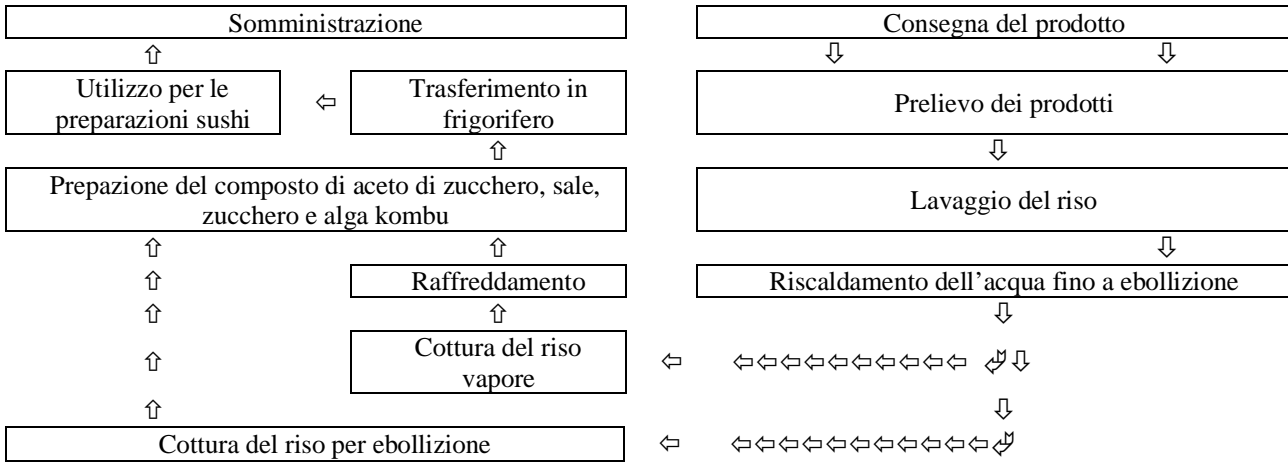 Somministrazione
Consegna del prodotto
Utilizzo per le
preparazioni sushi
Trasferimento in
frigorifero
Prelievo dei prodotti
Prepazione del composto di aceto di zucchero, sale,
zucchero e alga kombu
Lavaggio del riso
Raffreddamento
Riscaldamento dell’acqua fino a ebollizione
Cottura del riso
vapore
Cottura del riso per ebollizione